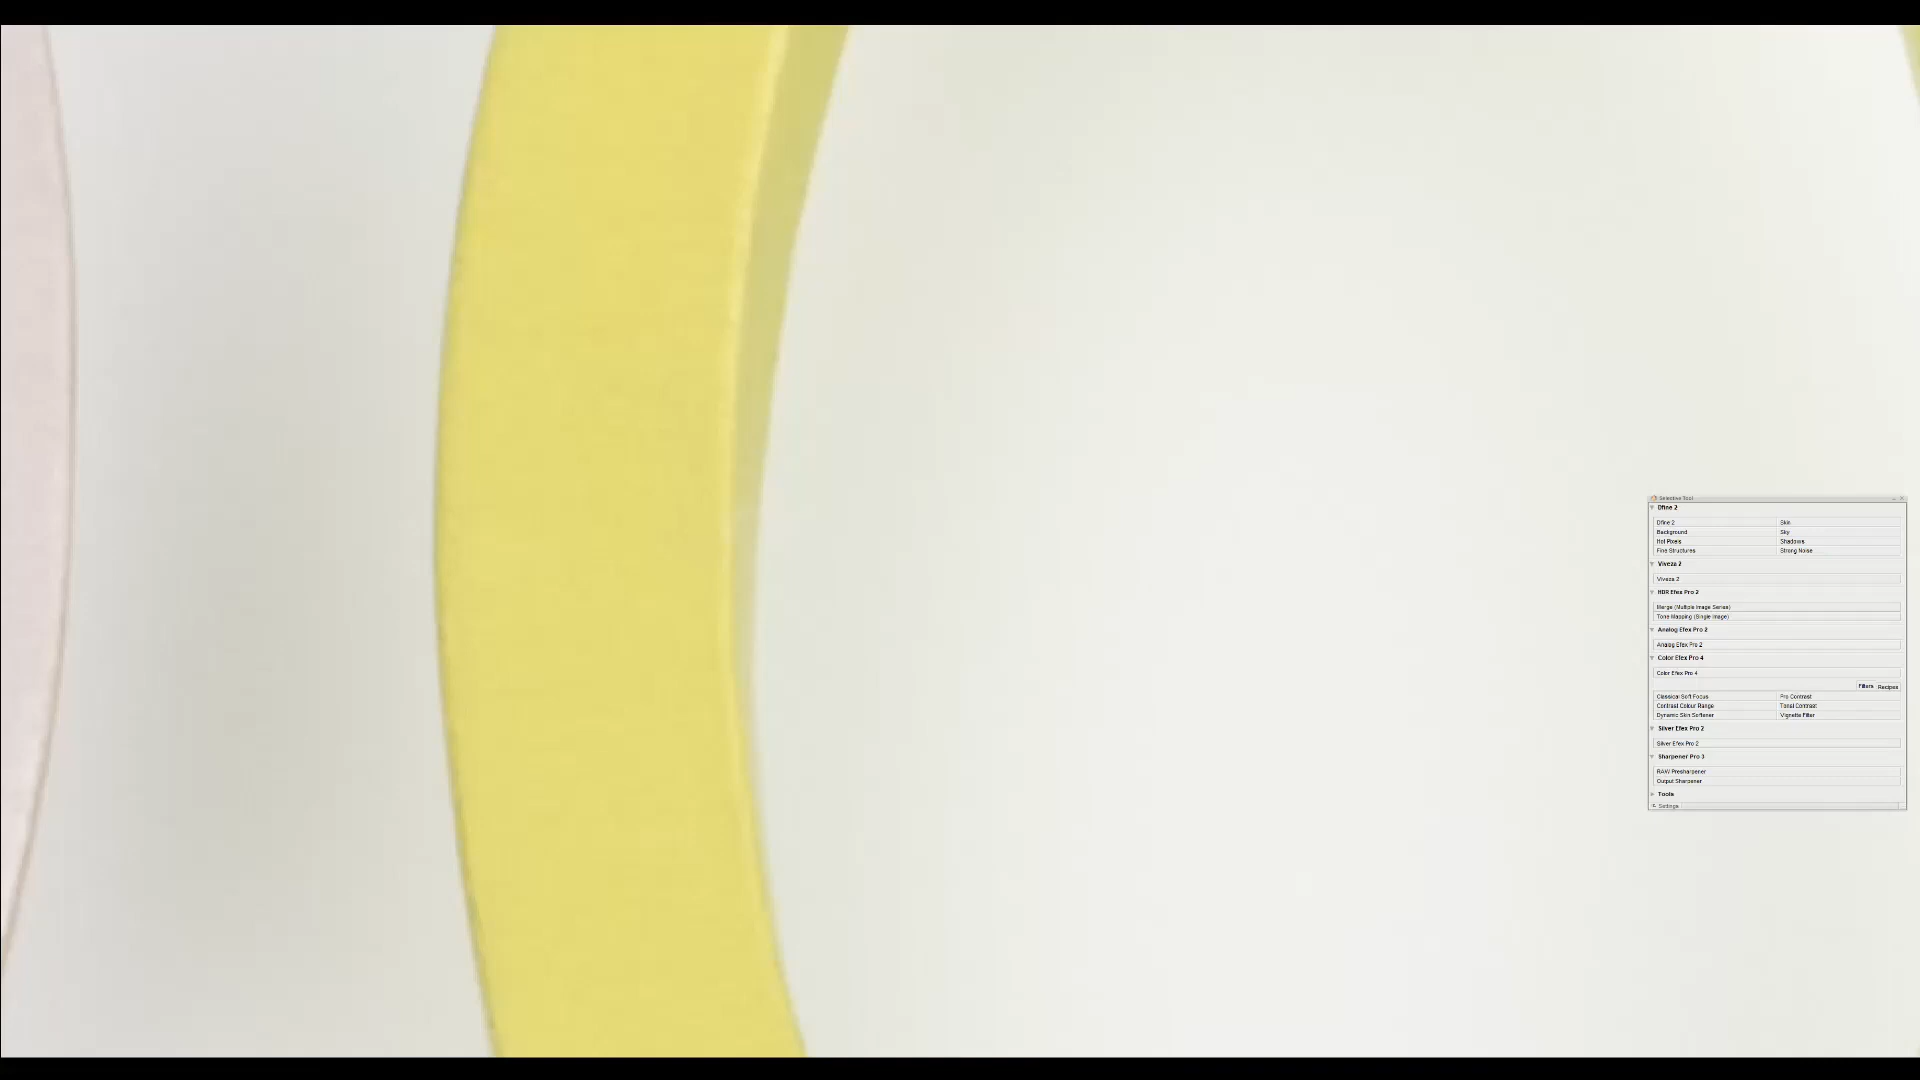 Selective Tool
Dfine 2
Dfine 2 Skin
Background Sky
Hot Pixels Shadows
Fine Structures Strong Noise
Viveza 2
Viveza 2
HDR Efex Pro 2
Merge (Multiple Image Series)
Tone Mapping (Single Image)
Analog Efex Pro 2
Analog Efex Pro 2
Color Efex Pro 4
Color Efex Pro 4
Filters Recipes
Classical Soft Focus Pro Contrast
Contrast Colour Range Tonal Contrast
Dynamic Skin Softener Vignette Filter
Silver Efex Pro 2
Silver Efex Pro 2
Sharpener Pro 3
RAW Presharpener
Output Sharpener
Tools
Settings